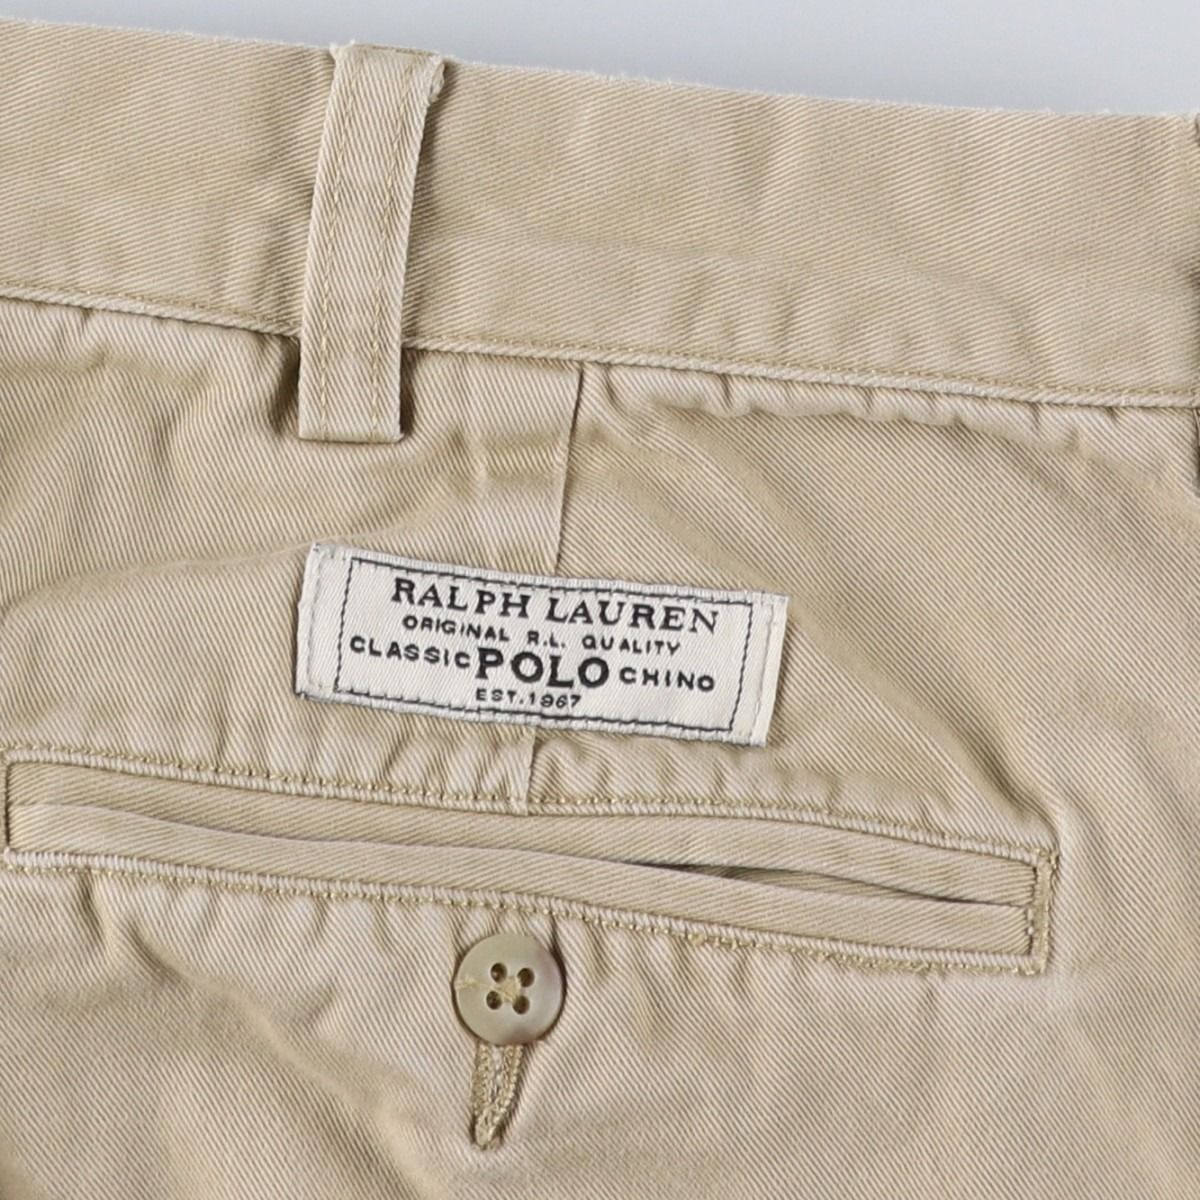 RALPH LAUREN
ORIGINAL R.L. QUALITY
CLASSIC POLO CHINO
EST. 1967